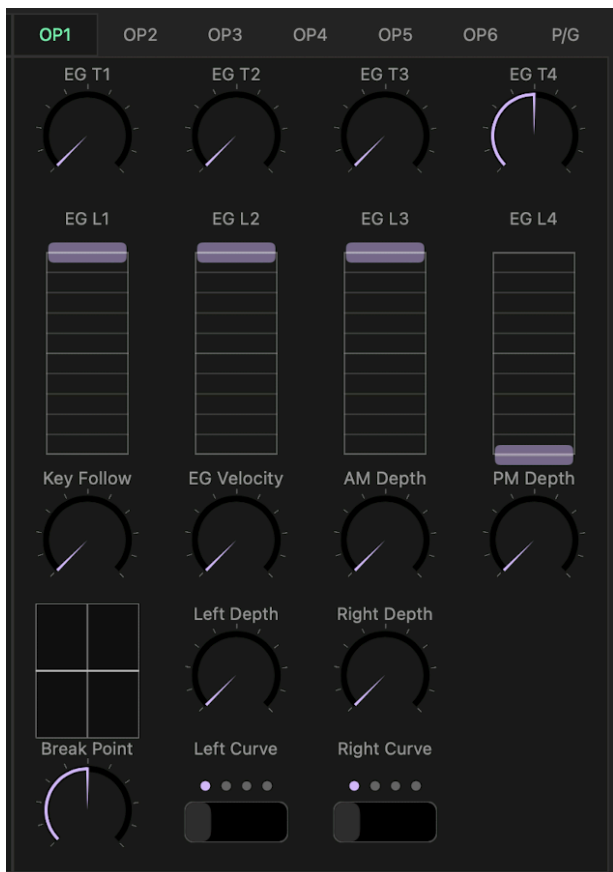 OP1 OP2 OP3 OP4 OP5 OP6 P/G
EG T1 EG T2 EG T3 EG T4
EG L1 EG L2 EG L3 EG L4
Key Follow EG Velocity AM Depth PM Depth
Left Depth Right Depth
Break Point Left Curve Right Curve